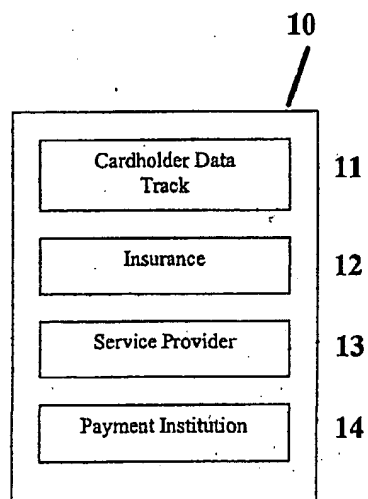 10
Cardholder Data
Track
11
Insurance
12
Service Provider
13
Payment Institution
14